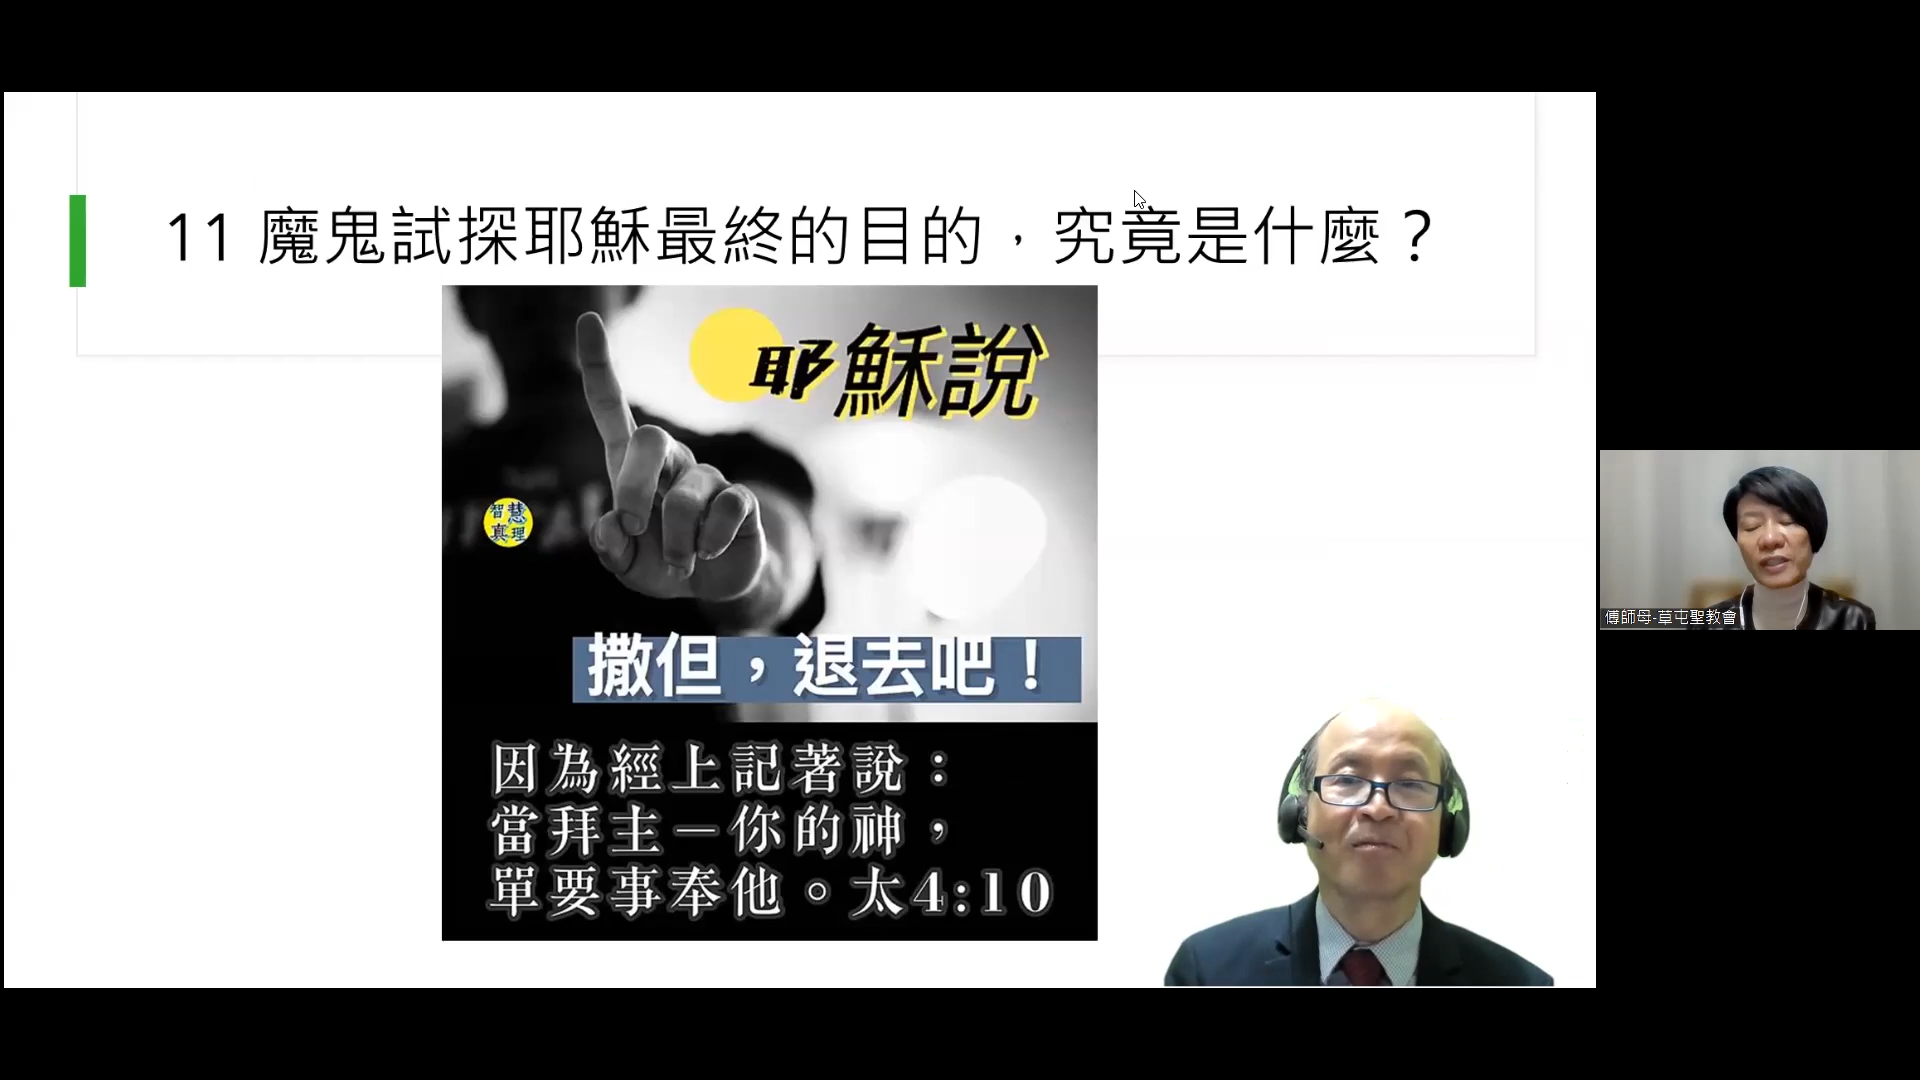 11 魔鬼試探耶穌最終的目的，究竟是什麼？
耶穌說
智慧
真理
撒但，退去吧！
因為經上記著說：
當拜主－你的神，
單要事奉他。太4:10
傅師母-草屯聖教會